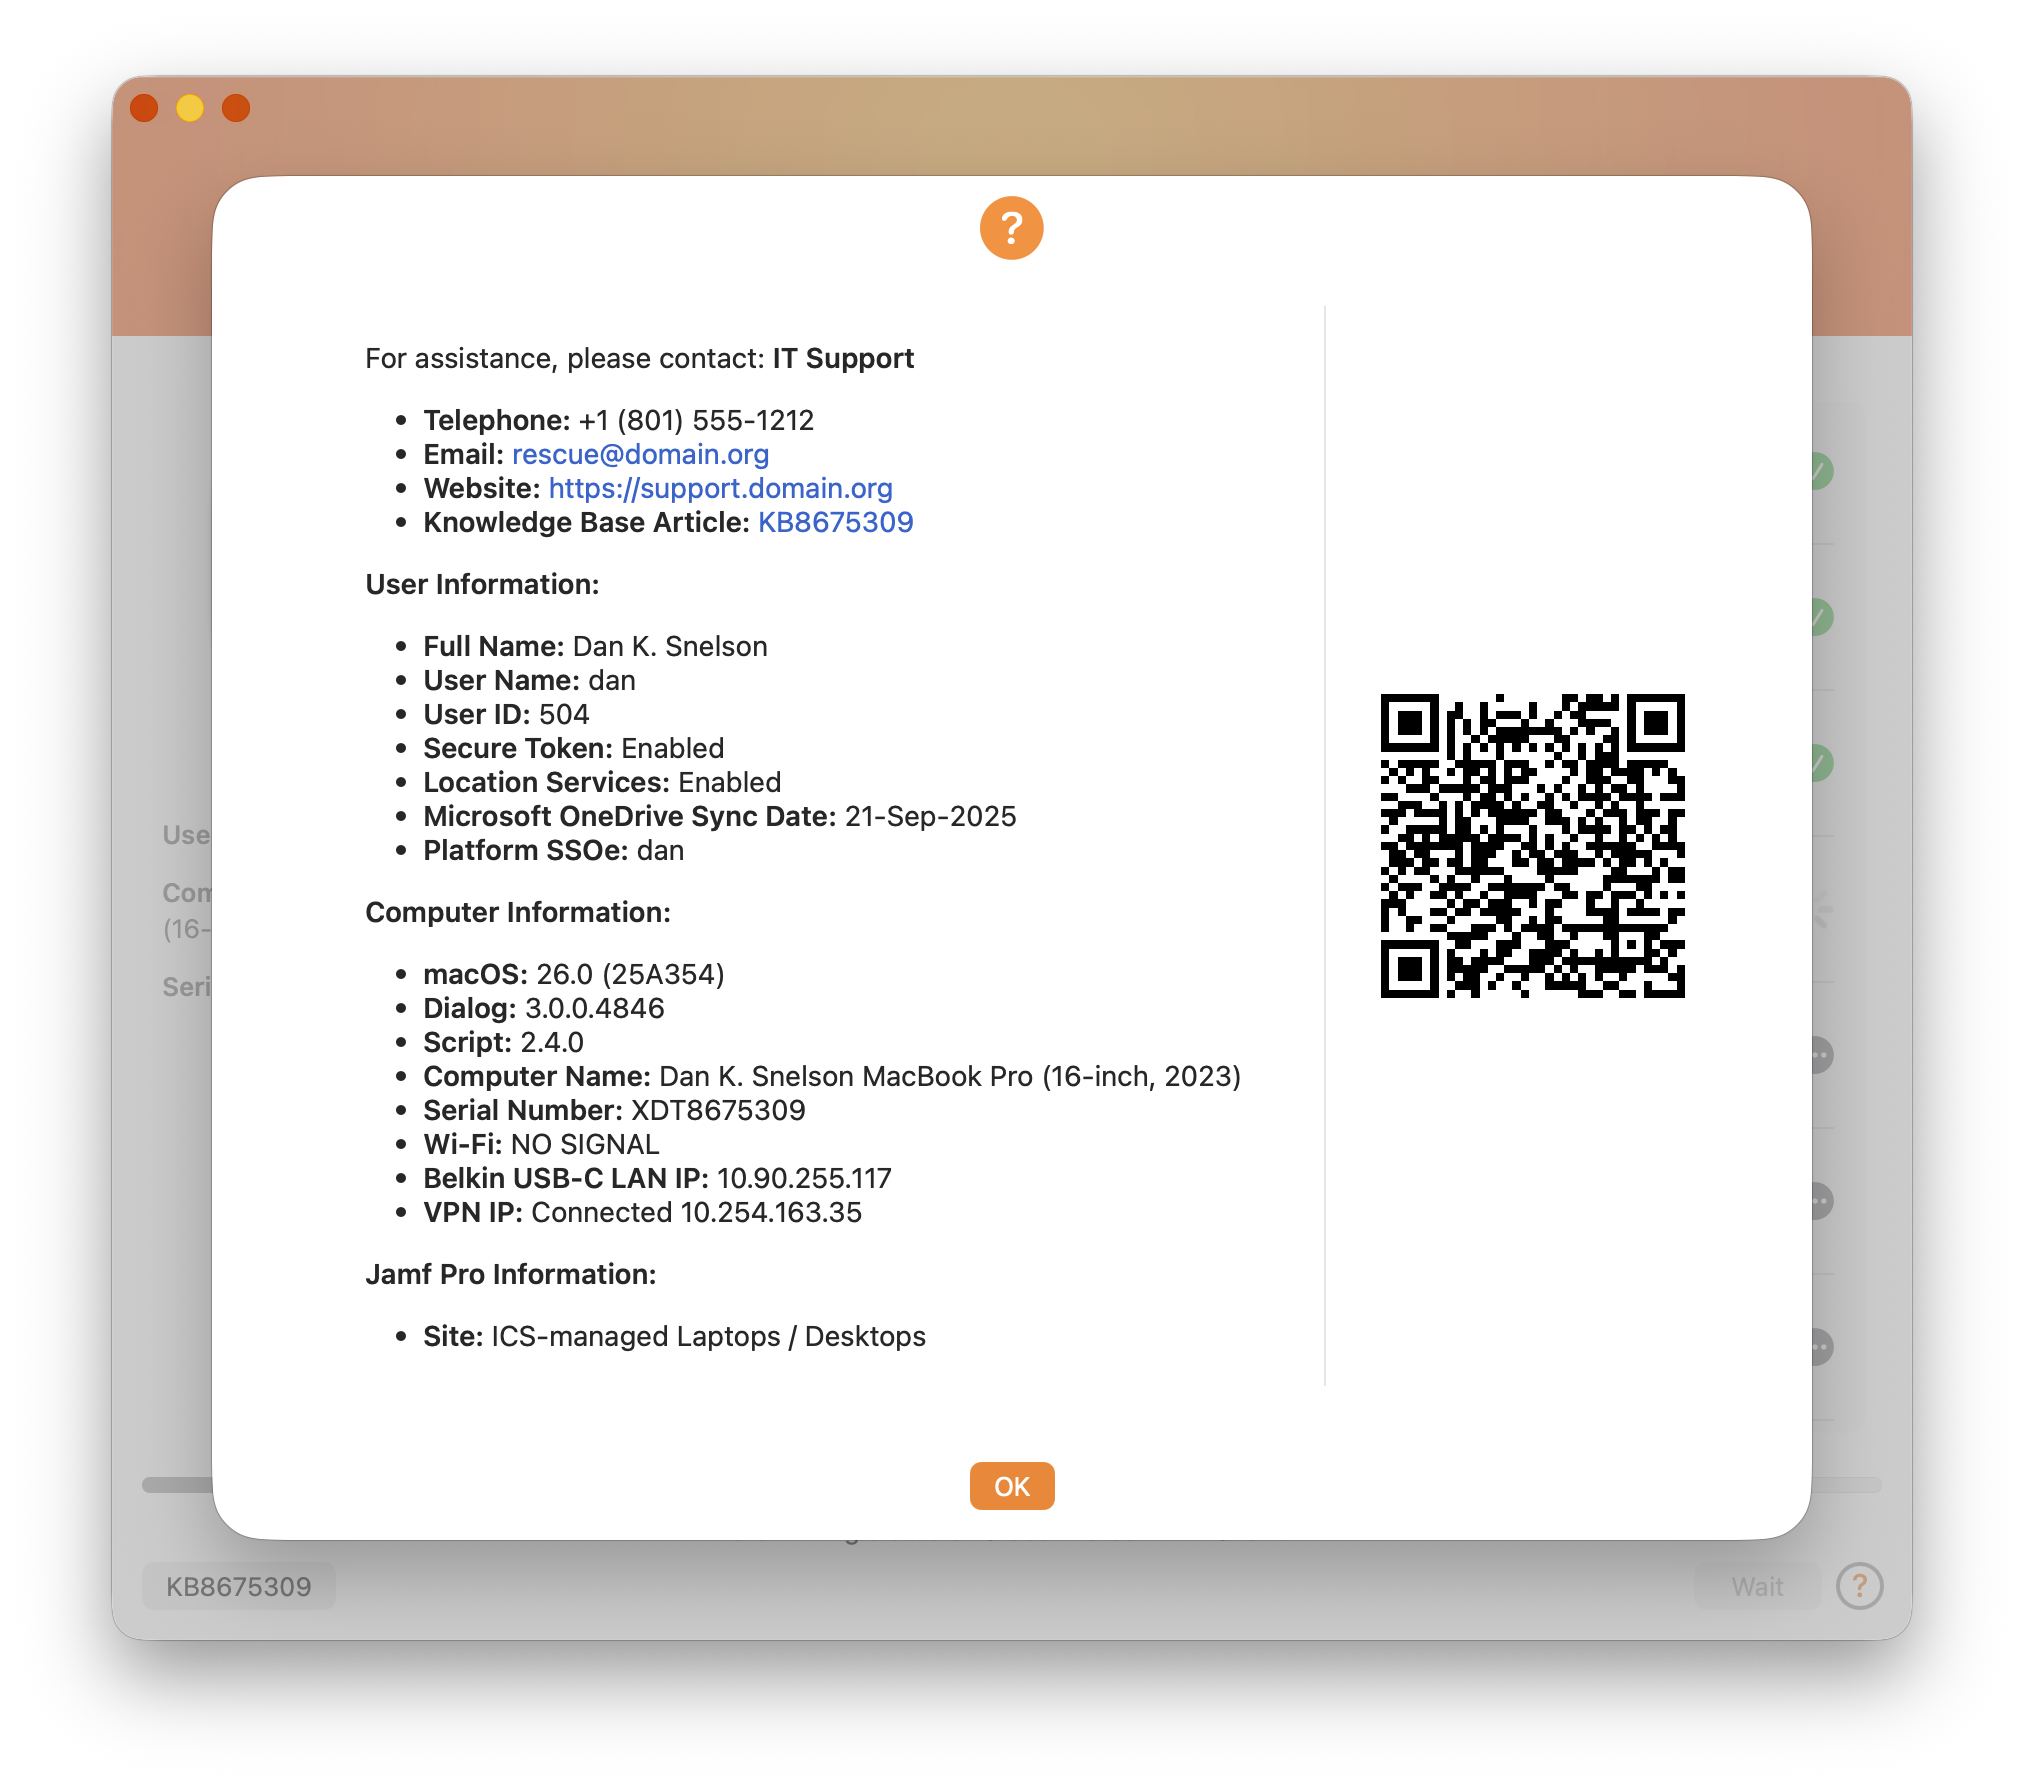 ?
For assistance, please contact: IT Support
• Telephone: +1 (801) 555-1212
• Email: rescue@domain.org
• Website: https://support.domain.org
• Knowledge Base Article: KB8675309
User Information:
• Full Name: Dan K. Snelson
• User Name: dan
• User ID: 504
• Secure Token: Enabled
• Location Services: Enabled
• Microsoft OneDrive Sync Date: 21-Sep-2025
• Platform SSOe: dan
Computer Information:
• macOS: 26.0 (25A354)
• Dialog: 3.0.0.4846
• Script: 2.4.0
• Computer Name: Dan K. Snelson MacBook Pro (16-inch, 2023)
• Serial Number: XDT8675309
• Wi-Fi: NO SIGNAL
• Belkin USB-C LAN IP: 10.90.255.117
• VPN IP: Connected 10.254.163.35
Jamf Pro Information:
• Site: ICS-managed Laptops / Desktops
OK
Use
Com
(16-
Seri
KB8675309
Wait
?